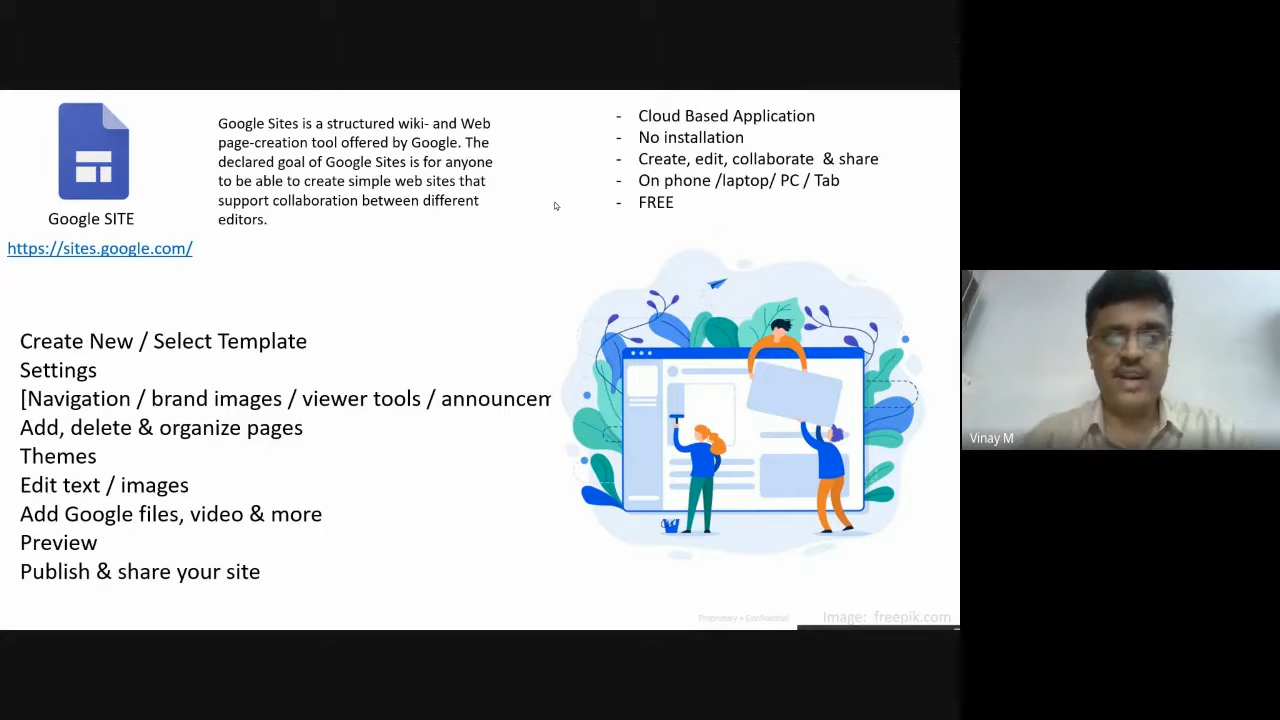 Google SITE
https://sites.google.com/
Google Sites is a structured wiki- and Web
page-creation tool offered by Google. The
declared goal of Google Sites is for anyone
to be able to create simple web sites that
support collaboration between different
editors.
- Cloud Based Application
- No installation
- Create, edit, collaborate & share
- On phone /laptop/ PC / Tab
- FREE
Create New / Select Template
Settings
[Navigation / brand images / viewer tools / announcem
Add, delete & organize pages
Themes
Edit text / images
Add Google files, video & more
Preview
Publish & share your site
Proprietary + Confidential
Image: freepik.com
Vinay M